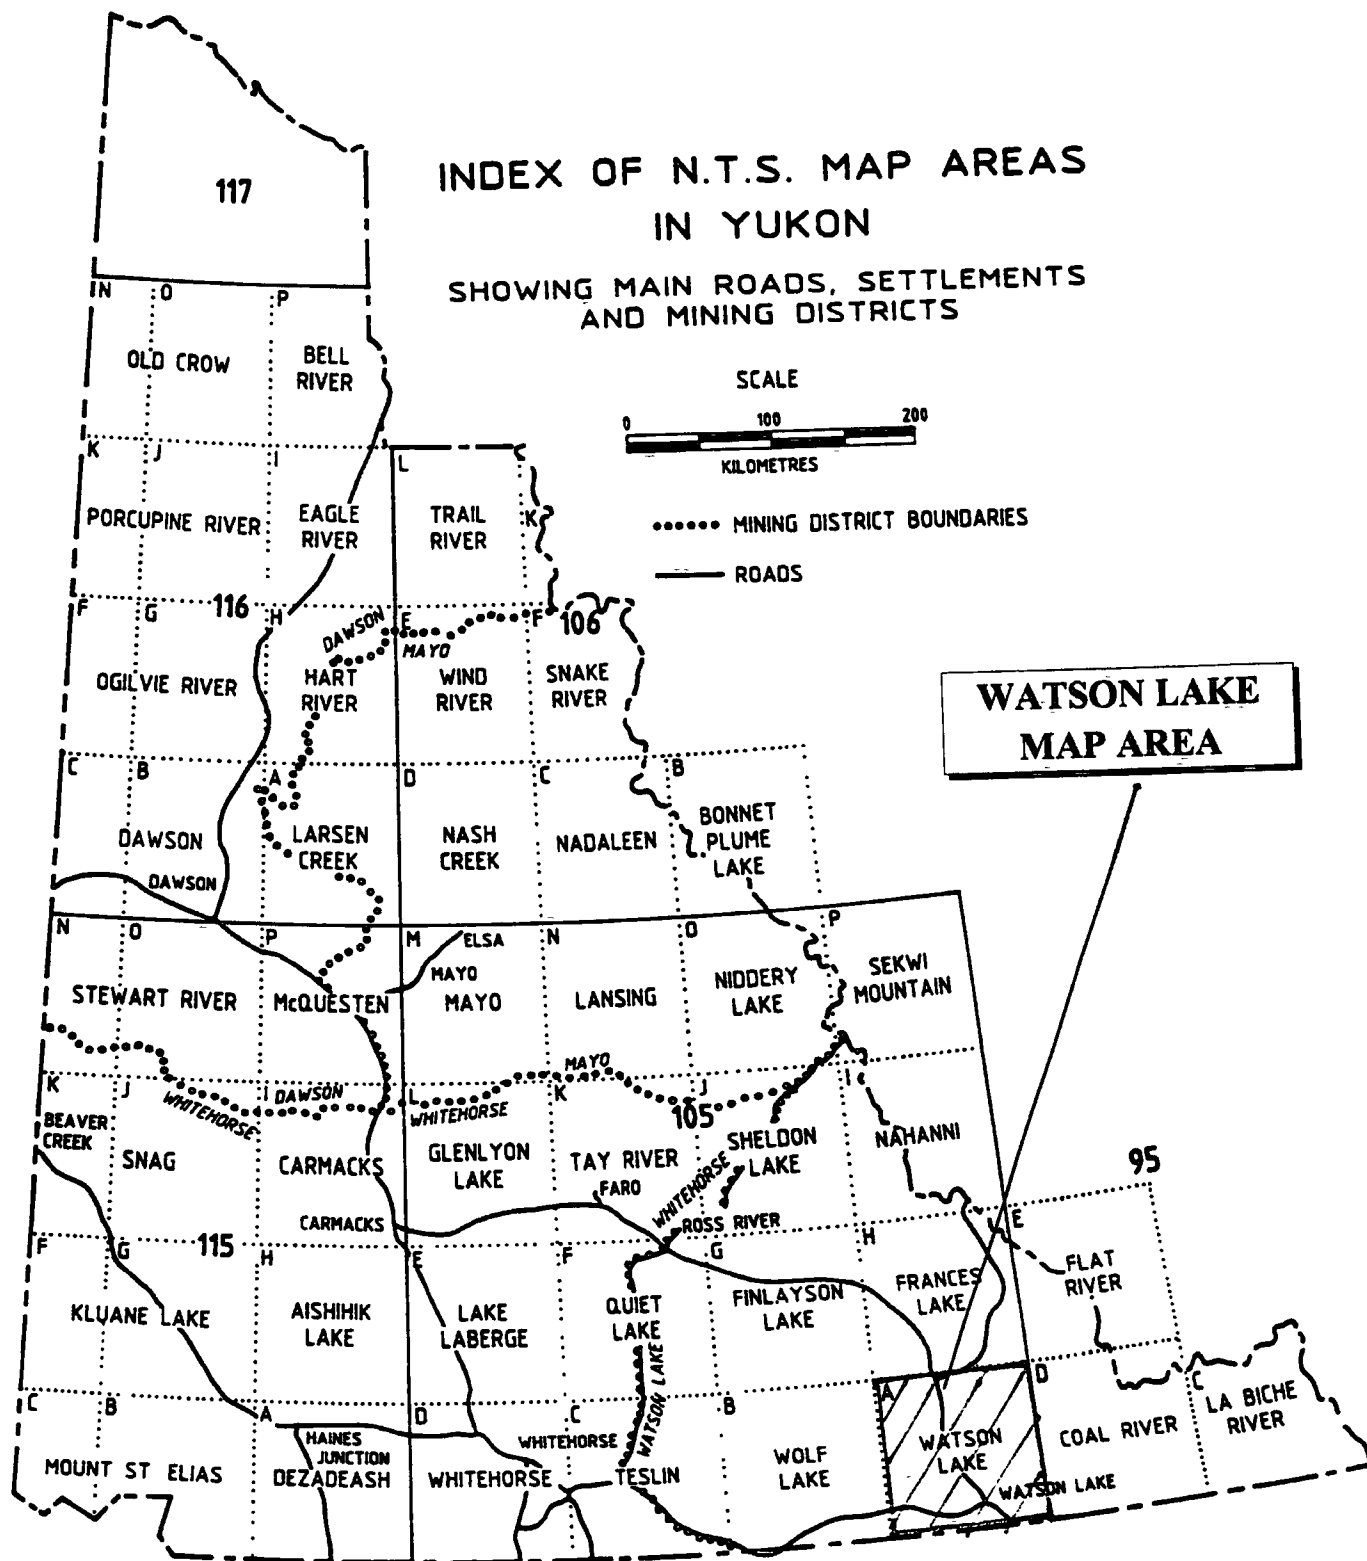 INDEX OF N.T.S. MAP AREAS
IN YUKON
SHOWING MAIN ROADS, SETTLEMENTS
AND MINING DISTRICTS
SCALE
0 100 200
KILOMETRES
MINING DISTRICT BOUNDARIES
ROADS
WATSON LAKE
MAP AREA
117
N O P
OLD CROW
BELL
RIVER
K J I L K
PORCUPINE RIVER
EAGLE
RIVER
TRAIL
RIVER
F G 116 H E F 106
DAWSON
MAYO
OGILVIE RIVER
HART
RIVER
WIND
RIVER
SNAKE
RIVER
C B A D C B
DAWSON
LARSEN
CREEK
NASH
CREEK
NADALEEN
BONNET
PLUME
LAKE
DAWSON
N O P M N O P
ELSA
MAYO
STEWART RIVER
McQUESTEN
MAYO
LANSING
NIDDERY
LAKE
SEKWI
MOUNTAIN
MAYO
K J I L K J I
DAWSON
WHITEHORSE
WHITEHORSE
105
BEAVER
CREEK
SNAG
CARMACKS
GLENLYON
LAKE
TAY RIVER
FARO
SHELDON
LAKE
NAHANNI
95
WHITEHORSE
CARMACKS
ROSS RIVER
F G 115 H E F G H E
KLUANE LAKE
AISHIHIK
LAKE
LAKE
LABERGE
QUIET
LAKE
FINLAYSON
LAKE
FRANCES
LAKE
FLAT
RIVER
WATSON LAKE
C B A D C B A D C
HAINES
JUNCTION
WHITEHORSE
MOUNT ST ELIAS
DEZADEASH
WHITEHORSE
TESLIN
WOLF
LAKE
WATSON
LAKE
WATSON LAKE
COAL RIVER
LA BICHE
RIVER